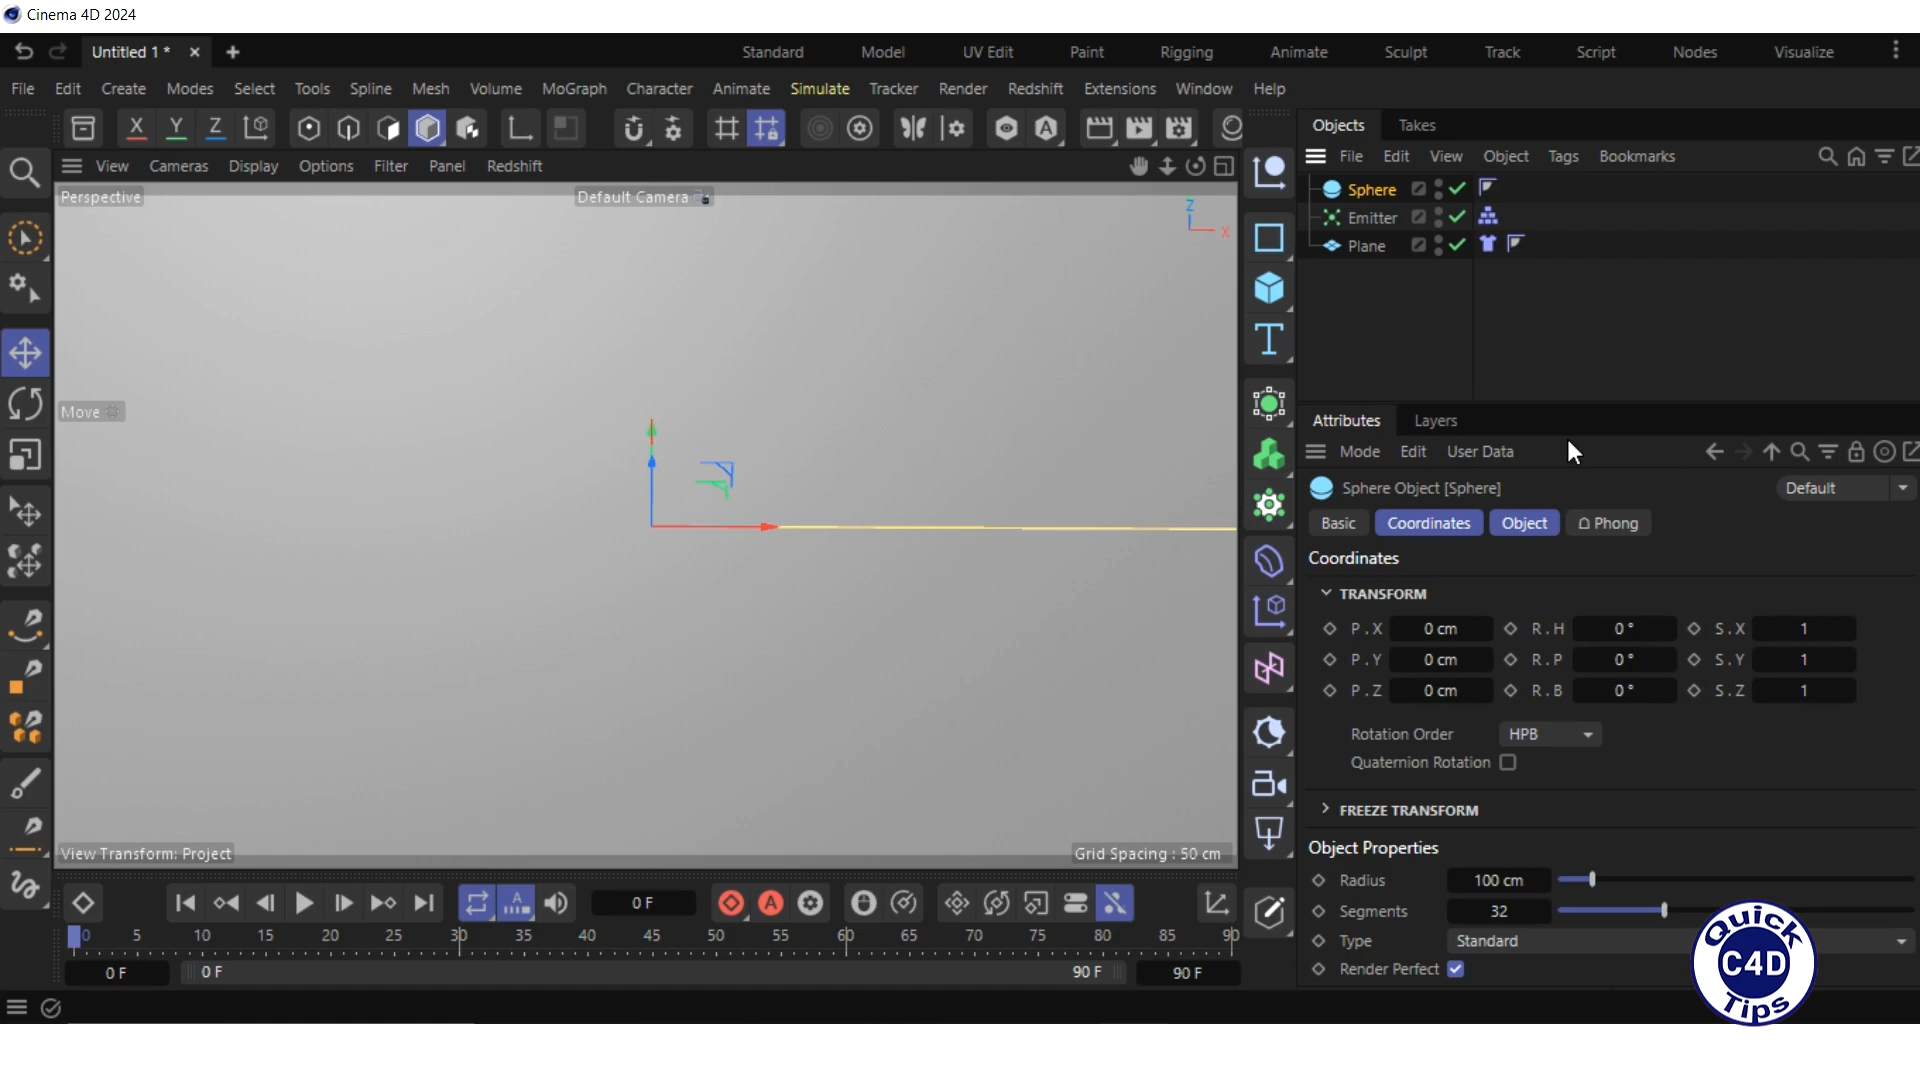 Cinema 4D 2024
Untitled 1 *
Standard Model UV Edit Paint Rigging Animate Sculpt Track Script Nodes Visualize
File Edit Create Modes Select Tools Spline Mesh Volume MoGraph Character Animate Simulate Tracker Render Redshift Extensions Window Help
X Y Z
Objects Takes
View Cameras Display Options Filter Panel Redshift
File Edit View Object Tags Bookmarks
Perspective
Default Camera
Z
X
Sphere
Emitter
Plane
Move
Attributes Layers
Mode Edit User Data
Sphere Object [Sphere]
Default
Basic Coordinates Object Phong
Coordinates
TRANSFORM
P . X 0 cm R . H 0 ° S . X 1
P . Y 0 cm R . P 0 ° S . Y 1
P . Z 0 cm R . B 0 ° S . Z 1
Rotation Order HPB
Quaternion Rotation
FREEZE TRANSFORM
Object Properties
View Transform: Project
Grid Spacing : 50 cm
Radius 100 cm
Segments 32
Type Standard
Render Perfect
0 F
0 5 10 15 20 25 30 35 40 45 50 55 60 65 70 75 80 85 90
0 F 0 F 90 F 90 F
Quick
C4D
Tips